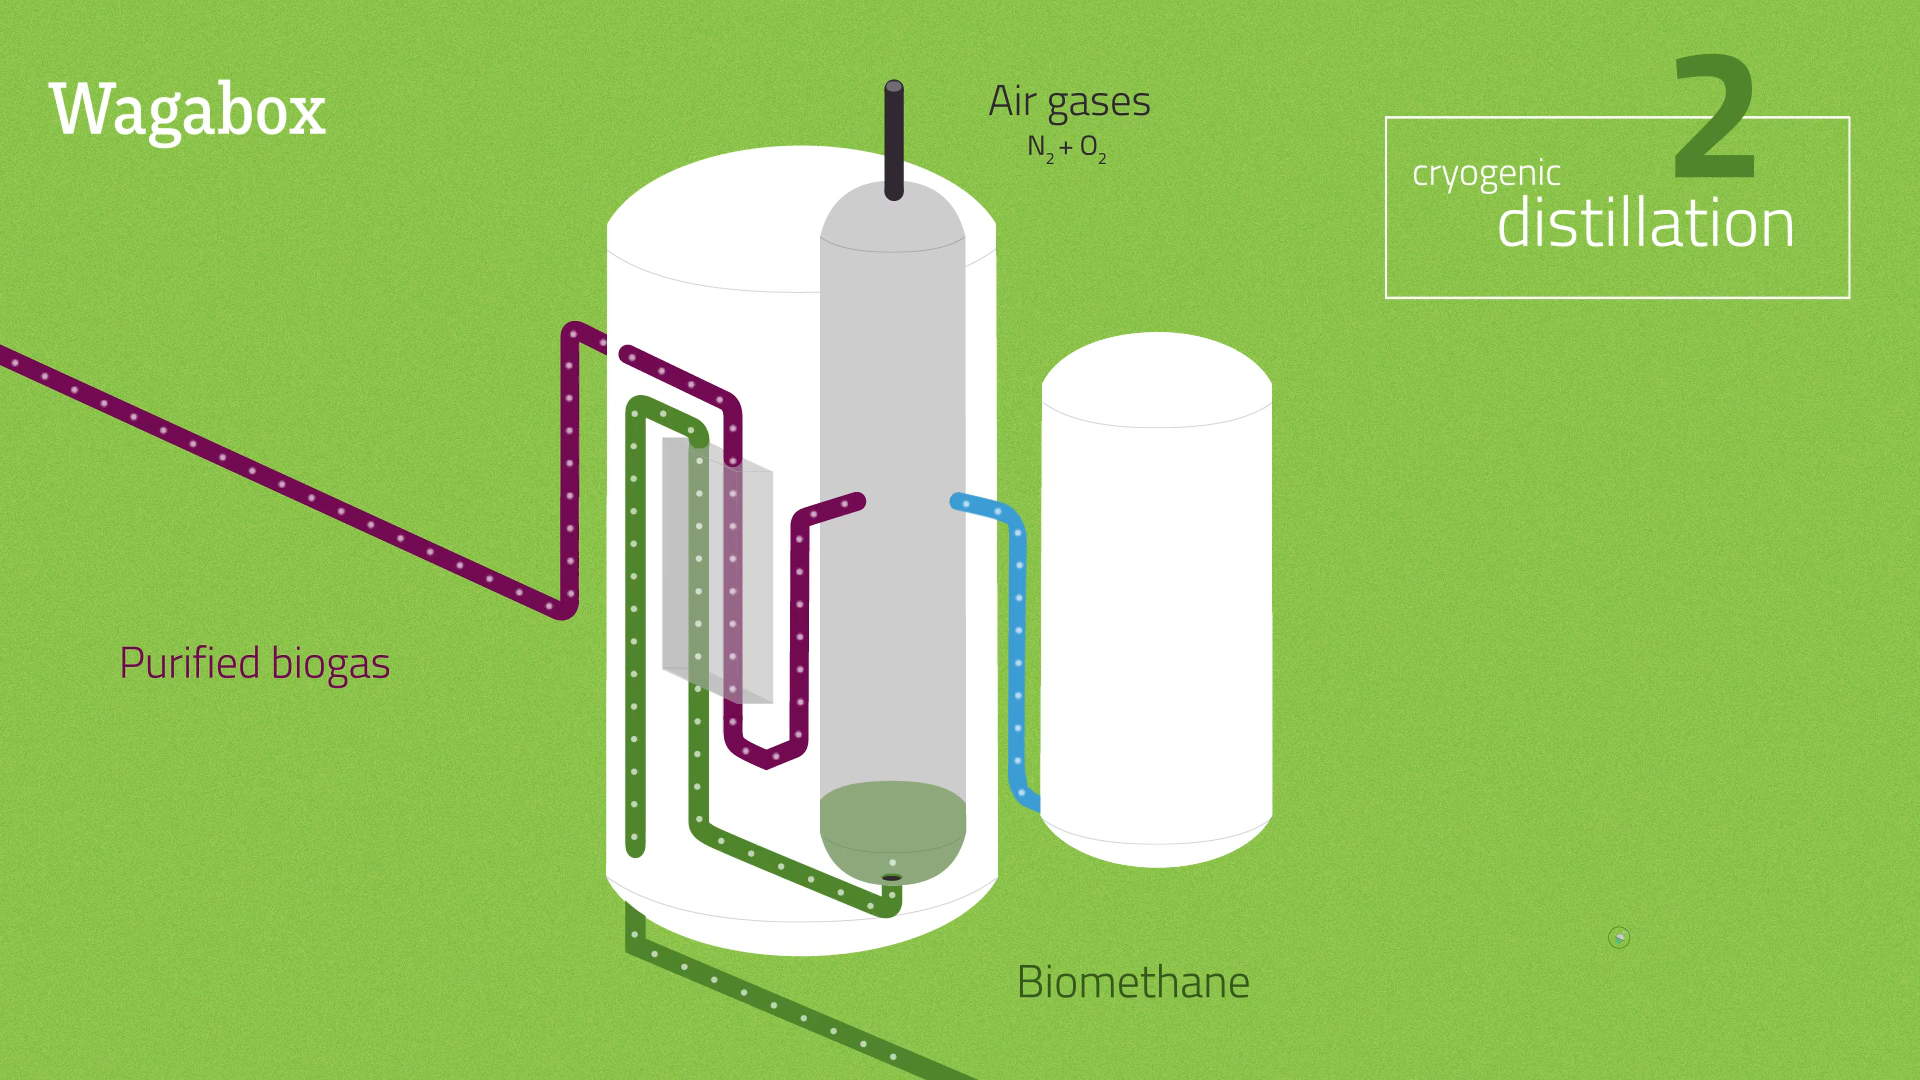 Wagabox
Air gases
N₂ + O₂
2
cryogenic
distillation
Purified biogas
Biomethane